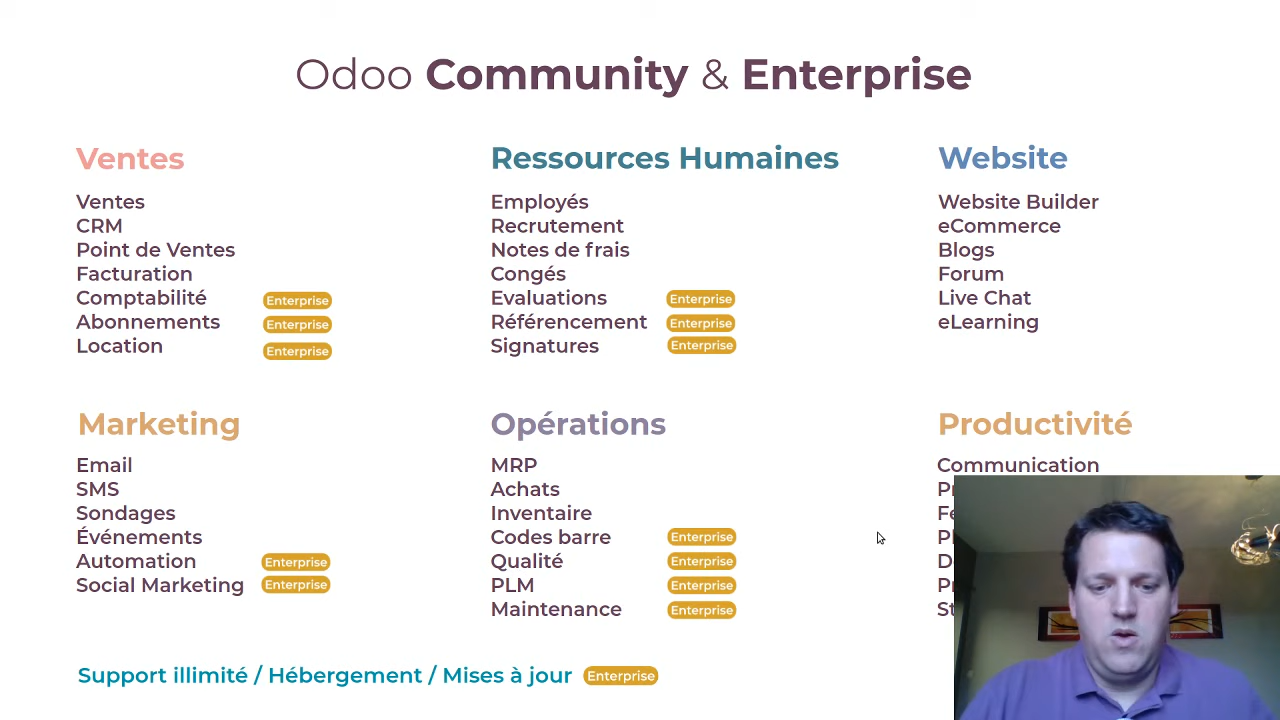 Odoo Community & Enterprise
Ventes
Ventes
CRM
Point de Ventes
Facturation
Comptabilité Enterprise
Abonnements Enterprise
Location Enterprise
Ressources Humaines
Employés
Recrutement
Notes de frais
Congés
Evaluations Enterprise
Référencement Enterprise
Signatures Enterprise
Website
Website Builder
eCommerce
Blogs
Forum
Live Chat
eLearning
Marketing
Email
SMS
Sondages
Événements
Automation Enterprise
Social Marketing Enterprise
Opérations
MRP
Achats
Inventaire
Codes barre Enterprise
Qualité Enterprise
PLM Enterprise
Maintenance Enterprise
Productivité
Communication
Support illimité / Hébergement / Mises à jour Enterprise